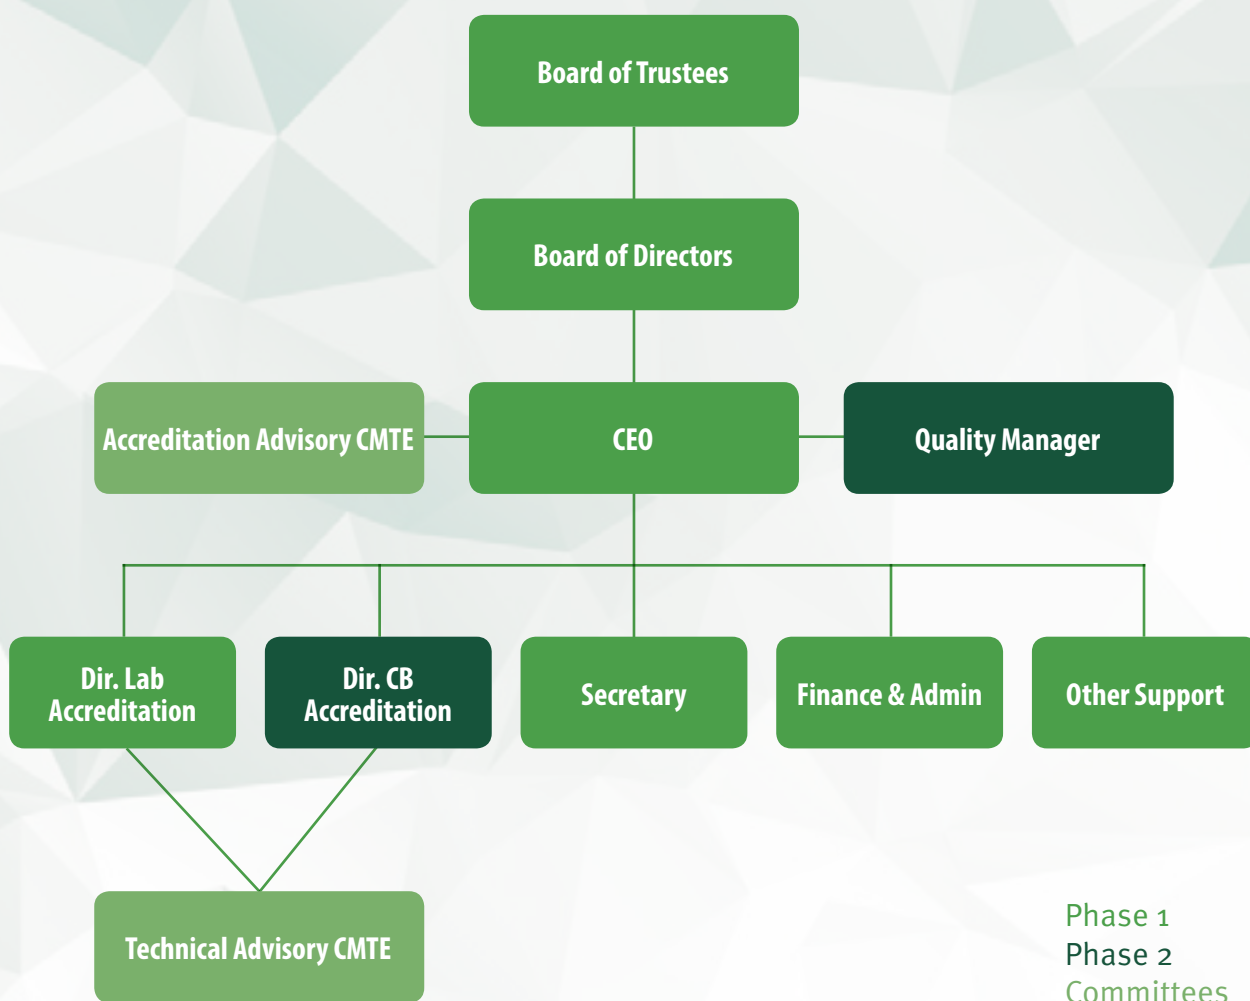 Board of Trustees
Board of Directors
Accreditation Advisory CMTE
CEO
Quality Manager
Dir. Lab
Accreditation
Dir. CB
Accreditation
Secretary
Finance & Admin
Other Support
Technical Advisory CMTE
Phase 1
Phase 2
Committees